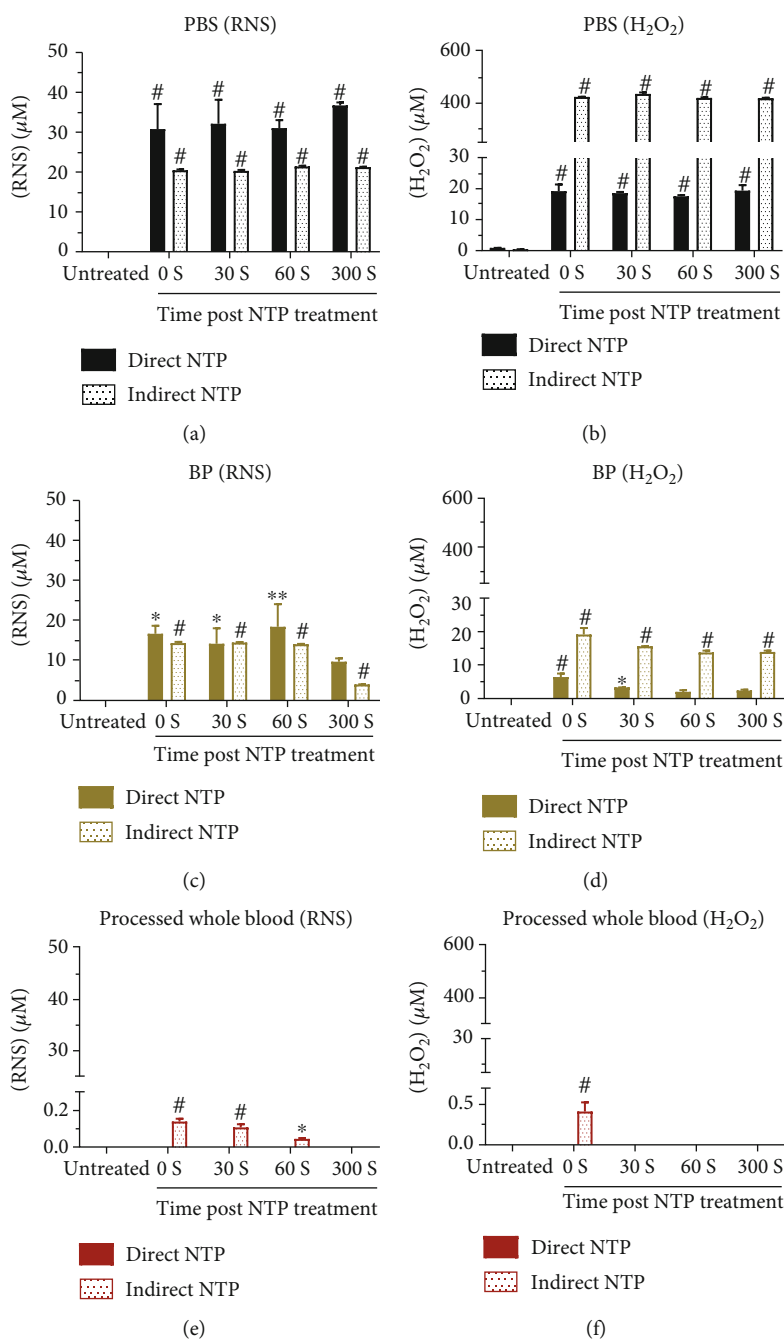 PBS (RNS)
50
40
30
20
10
0
(RNS) (μM)
# # # #
# # # #
Untreated 0 S 30 S 60 S 300 S
Time post NTP treatment
Direct NTP
Indirect NTP
(a)
PBS (H₂O₂)
600
400
30
20
10
0
(H₂O₂) (μM)
# # # #
# # # #
Untreated 0 S 30 S 60 S 300 S
Time post NTP treatment
Direct NTP
Indirect NTP
(b)
BP (RNS)
50
40
30
20
10
0
(RNS) (μM)
* # * # ** # #
Untreated 0 S 30 S 60 S 300 S
Time post NTP treatment
Direct NTP
Indirect NTP
(c)
BP (H₂O₂)
600
400
30
20
10
0
(H₂O₂) (μM)
# # * # # #
Untreated 0 S 30 S 60 S 300 S
Time post NTP treatment
Direct NTP
Indirect NTP
(d)
Processed whole blood (RNS)
50
40
30
0.2
0.0
(RNS) (μM)
# # *
Untreated 0 S 30 S 60 S 300 S
Time post NTP treatment
Direct NTP
Indirect NTP
(e)
Processed whole blood (H₂O₂)
600
400
30
0.5
0.0
(H₂O₂) (μM)
#
Untreated 0 S 30 S 60 S 300 S
Time post NTP treatment
Direct NTP
Indirect NTP
(f)